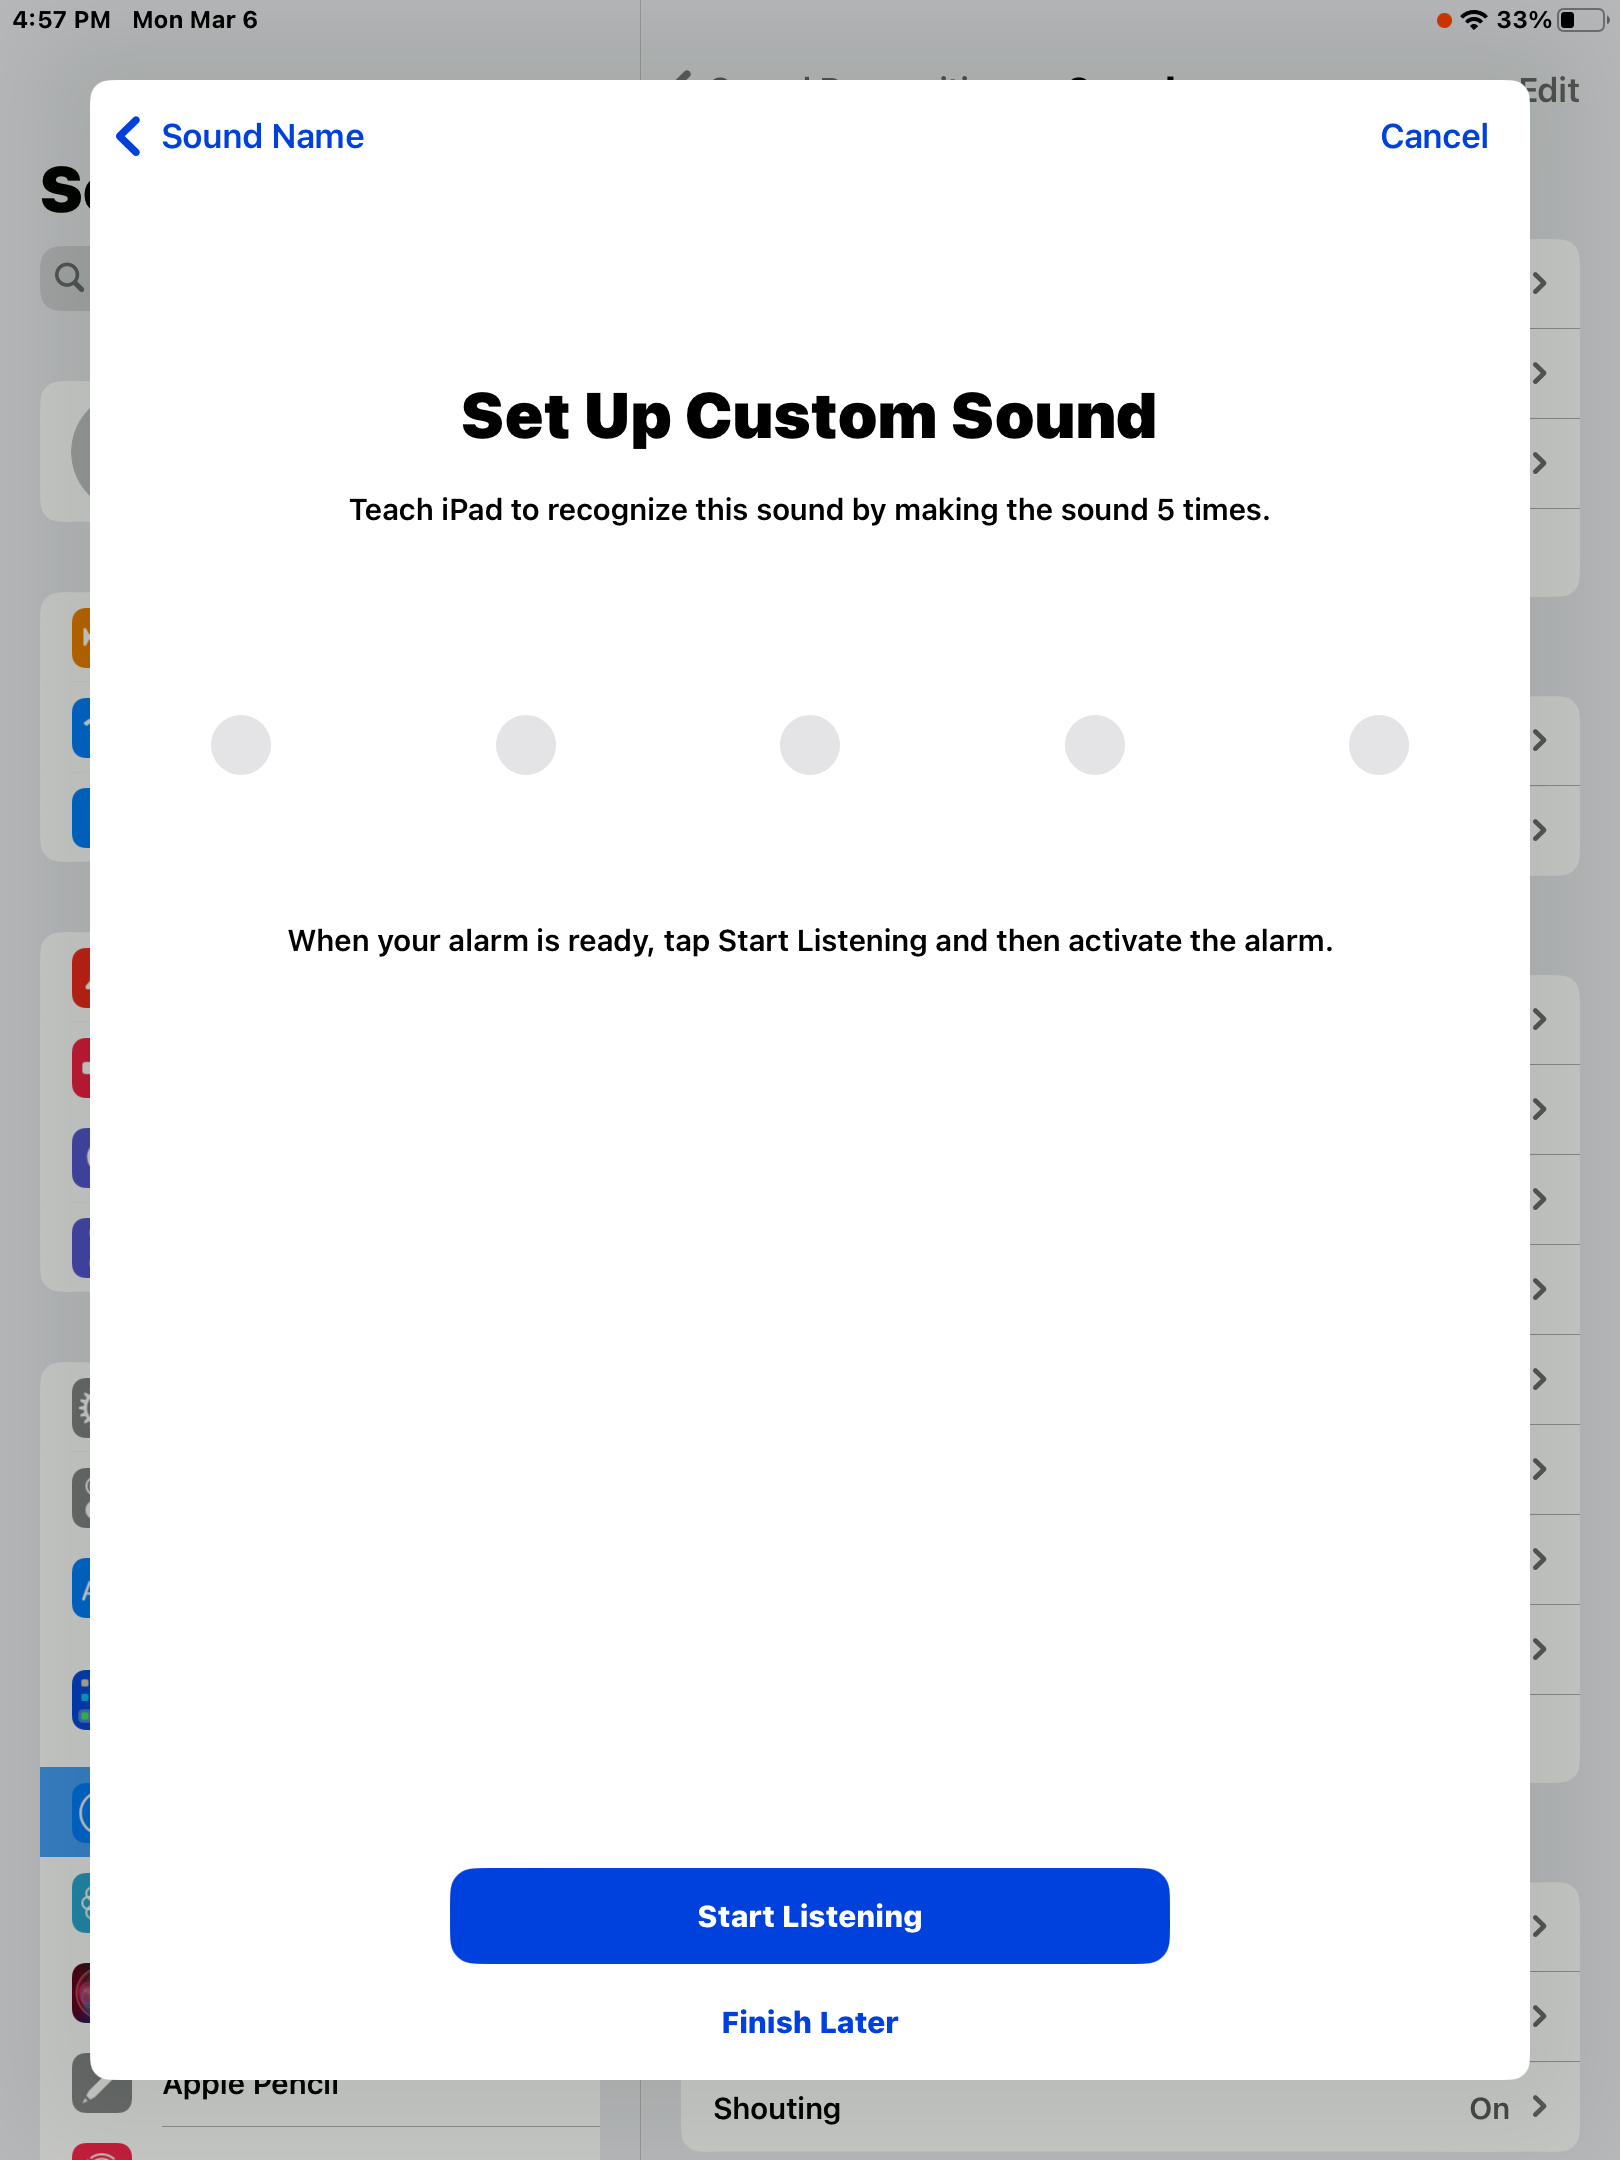 4:57 PM Mon Mar 6 33%
Edit
Sound Name Cancel
Set Up Custom Sound
Teach iPad to recognize this sound by making the sound 5 times.
When your alarm is ready, tap Start Listening and then activate the alarm.
Start Listening
Finish Later
Apple Pencil
Shouting On